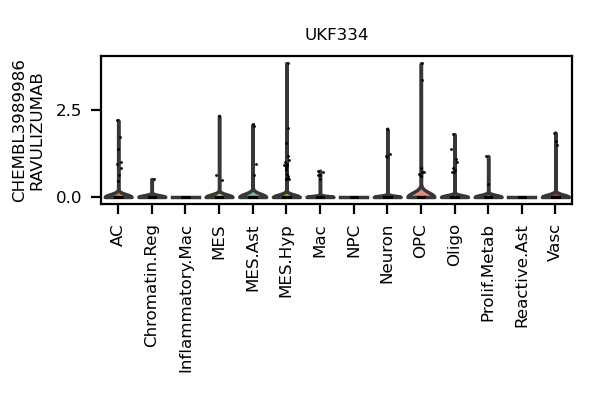 UKF334
CHEMBL3989986
RAVULIZUMAB
2.5
0.0
AC
Chromatin.Reg
Inflammatory.Mac
MES
MES.Ast
MES.Hyp
Mac
NPC
Neuron
OPC
Oligo
Prolif.Metab
Reactive.Ast
Vasc